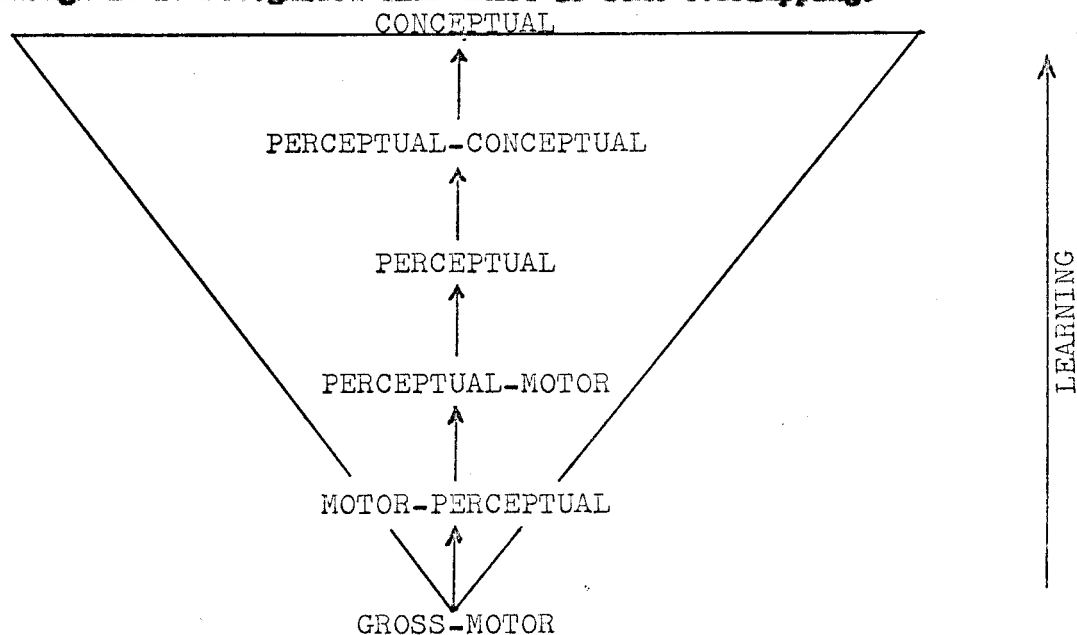 CONCEPTUAL
PERCEPTUAL-CONCEPTUAL
PERCEPTUAL
PERCEPTUAL-MOTOR
MOTOR-PERCEPTUAL
GROSS-MOTOR
LEARNING